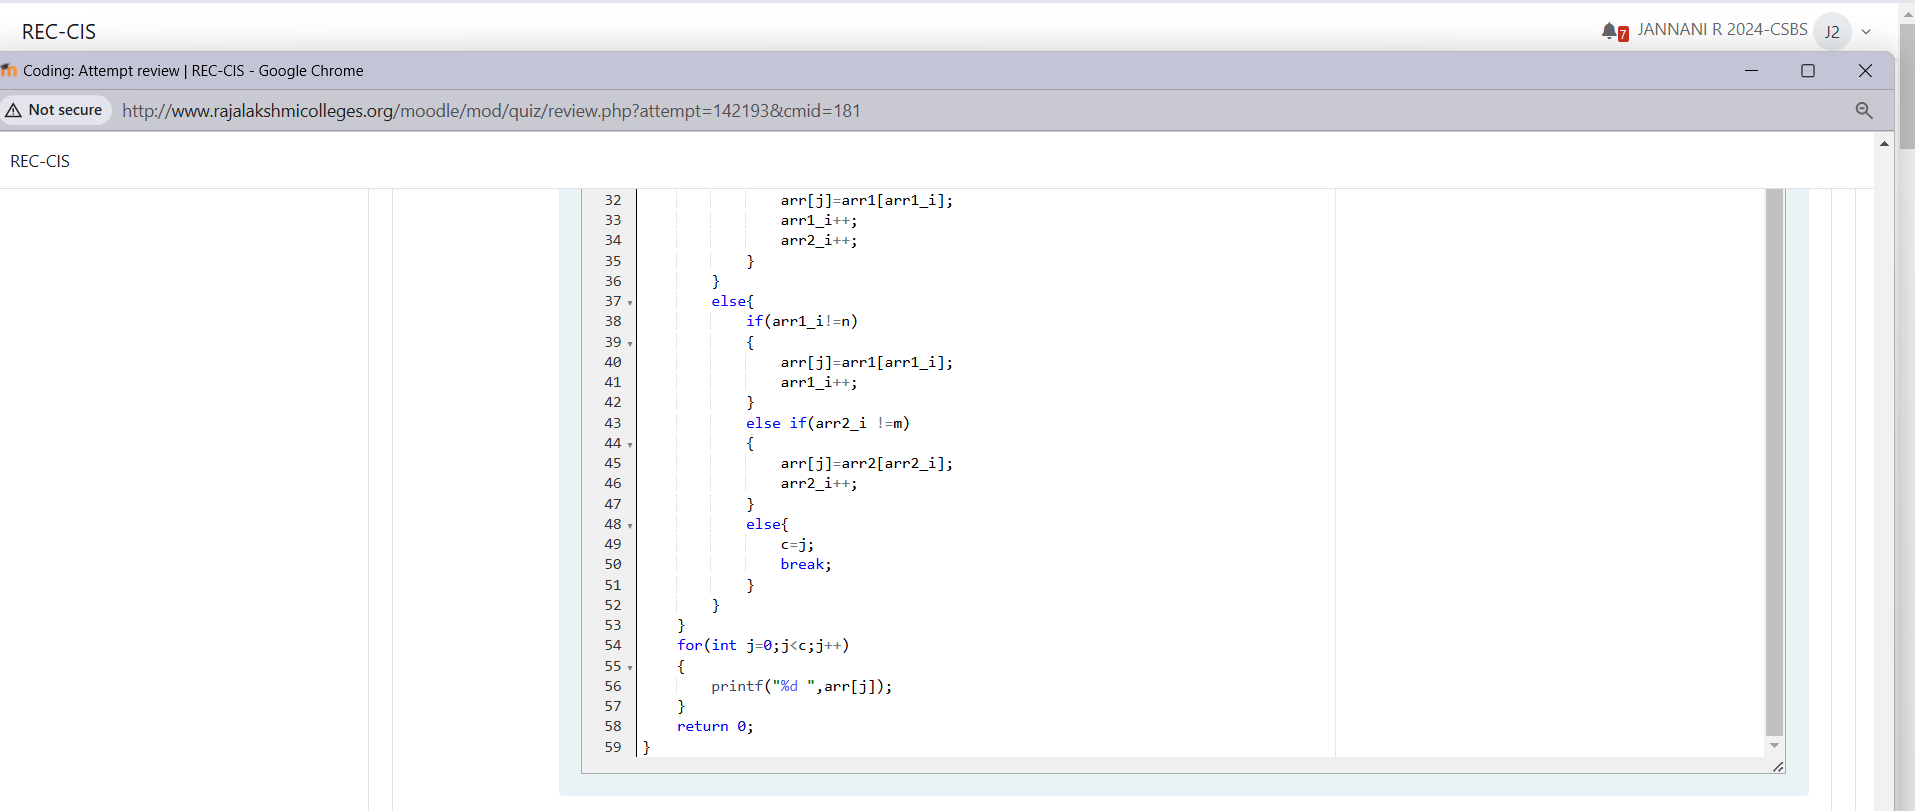 REC-CIS
7 JANNANI R 2024-CSBS J2
Coding: Attempt review | REC-CIS - Google Chrome
Not secure http://www.rajalakshmicolleges.org/moodle/mod/quiz/review.php?attempt=142193&cmid=181
REC-CIS
32 arr[j]=arr1[arr1_i];
33 arr1_i++;
34 arr2_i++;
35 }
36 }
37 else{
38 if(arr1_i!=n)
39 {
40 arr[j]=arr1[arr1_i];
41 arr1_i++;
42 }
43 else if(arr2_i !=m)
44 {
45 arr[j]=arr2[arr2_i];
46 arr2_i++;
47 }
48 else{
49 c=j;
50 break;
51 }
52 }
53 }
54 for(int j=0;j<c;j++)
55 {
56 printf("%d ",arr[j]);
57 }
58 return 0;
59 }